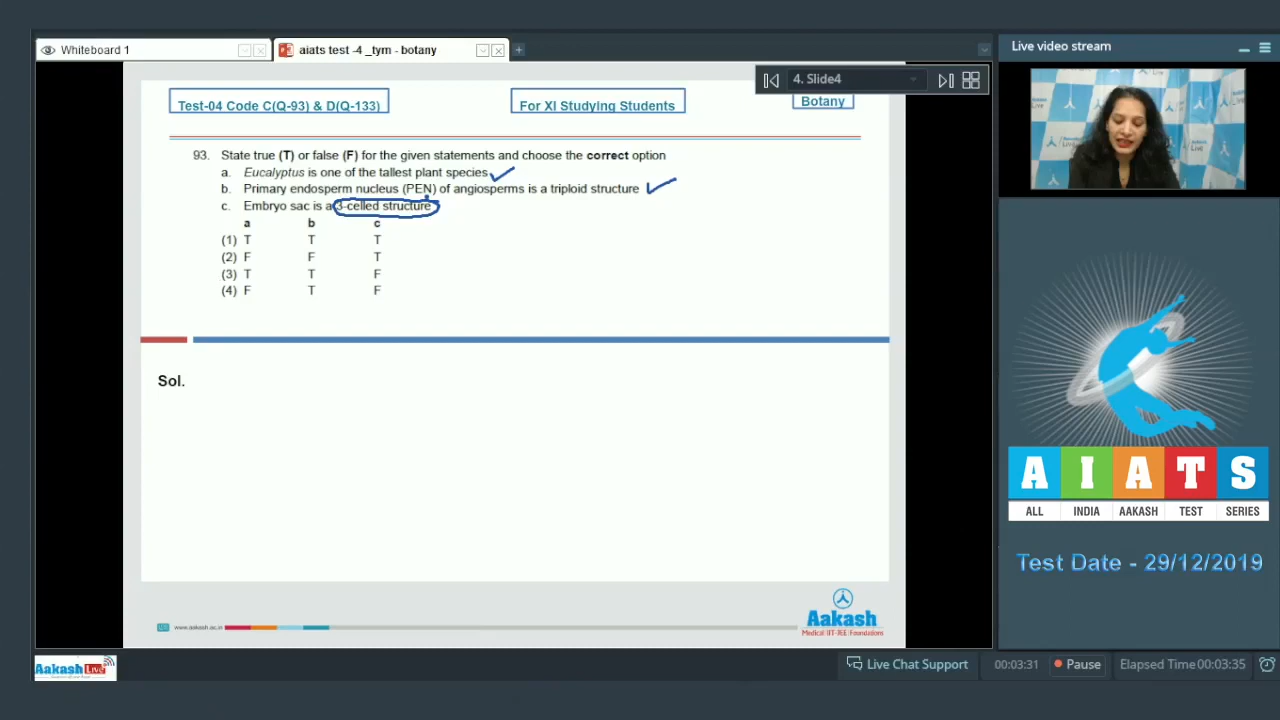 Whiteboard 1
aiats test -4 _tym - botany
Live video stream
4. Slide4
Test-04 Code C(Q-93) & D(Q-133)
For XI Studying Students
Botany
93. State true (T) or false (F) for the given statements and choose the correct option
a. Eucalyptus is one of the tallest plant species
b. Primary endosperm nucleus (PEN) of angiosperms is a triploid structure
c. Embryo sac is a 3-celled structure
a b c
(1) T T T
(2) F F T
(3) T T F
(4) F T F
Sol.
A I A T S
ALL INDIA AAKASH TEST SERIES
Test Date - 29/12/2019
www.aakash.ac.in
Aakash
Medical|IIT-JEE|Foundations
Aakash Live
Live Chat Support
00:03:31
Pause
Elapsed Time 00:03:35